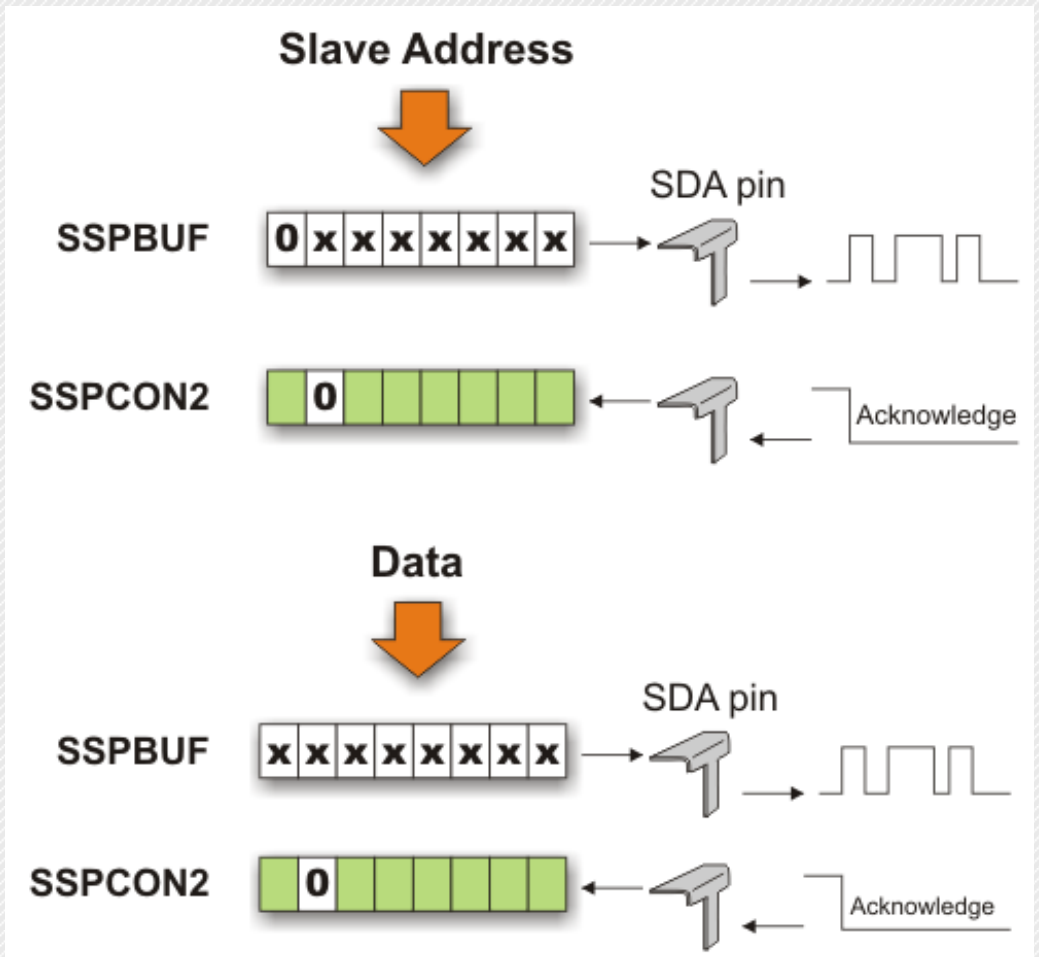 Slave Address
SDA pin
SSPBUF 0 x x x x x x x
SSPCON2 0
Acknowledge
Data
SDA pin
SSPBUF x x x x x x x x
SSPCON2 0
Acknowledge